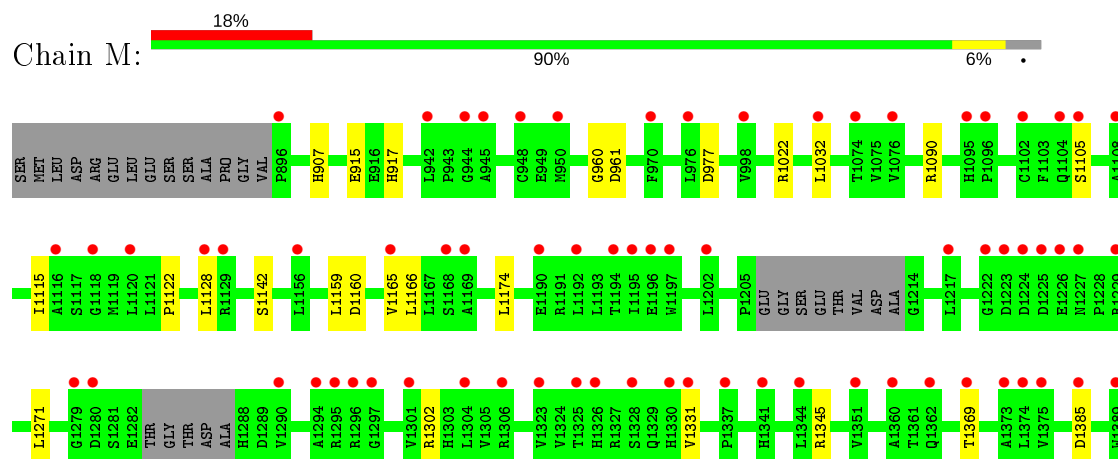 18%
Chain M:
90% 6% •
SER MET LEU ASP ARG GLU LEU LEU GLU SER SER ALA PRO GLY VAL P896 H907 E915 E916 H917 L942 P943 G944 A945 C948 E949 M950 G960 D961 F970 L976 D977 V998 R1022 L1032 T1074 V1075 V1076 R1090 H1095 P1096 C1102 F1103 Q1104 S1105 A1108
I1115 A1116 S1117 G1118 M1119 L1120 L1121 P1122 L1128 R1129 S1142 L1156 L1159 D1160 V1165 L1166 L1167 S1168 A1169 L1174 E1190 R1191 L1192 L1193 T1194 I1195 E1196 W1197 L1202 P1205 GLU GLY SER GLU THR VAL ASP ALA G1214 L1217 G1222 D1223 D1224 D1225 E1226 N1227 P1228
L1271 G1279 D1280 S1281 E1282 THR GLY THR ASP ALA H1288 D1289 V1290 A1294 R1295 R1296 G1297 V1301 R1302 H1303 L1304 V1305 R1306 V1323 T1324 T1325 H1326 R1327 S1328 Q1329 H1330 V1331 P1337 H1341 L1344 R1345 V1351 A1360 T1361 Q1362 T1369 A1373 L1374 V1375 D1385